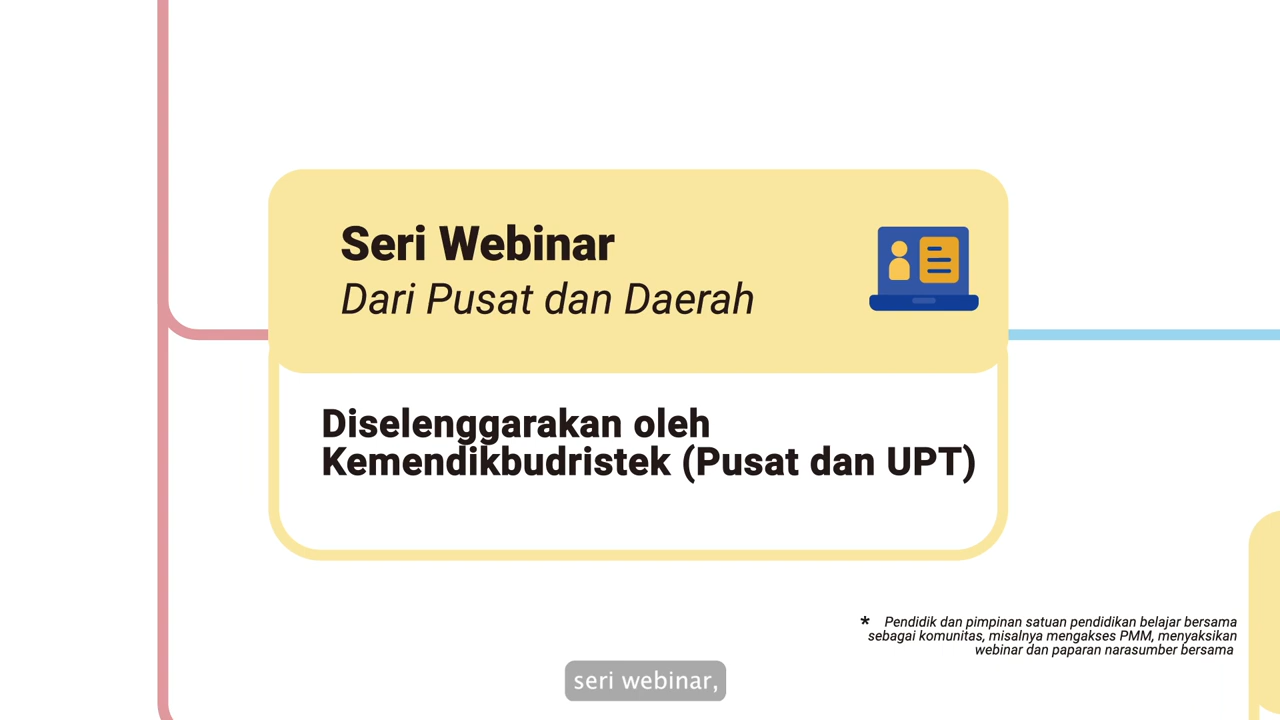 Seri Webinar
Dari Pusat dan Daerah
Diselenggarakan oleh
Kemendikbudristek (Pusat dan UPT)
* Pendidik dan pimpinan satuan pendidikan belajar bersama
sebagai komunitas, misalnya mengakses PMM, menyaksikan
webinar dan paparan narasumber bersama
seri webinar,